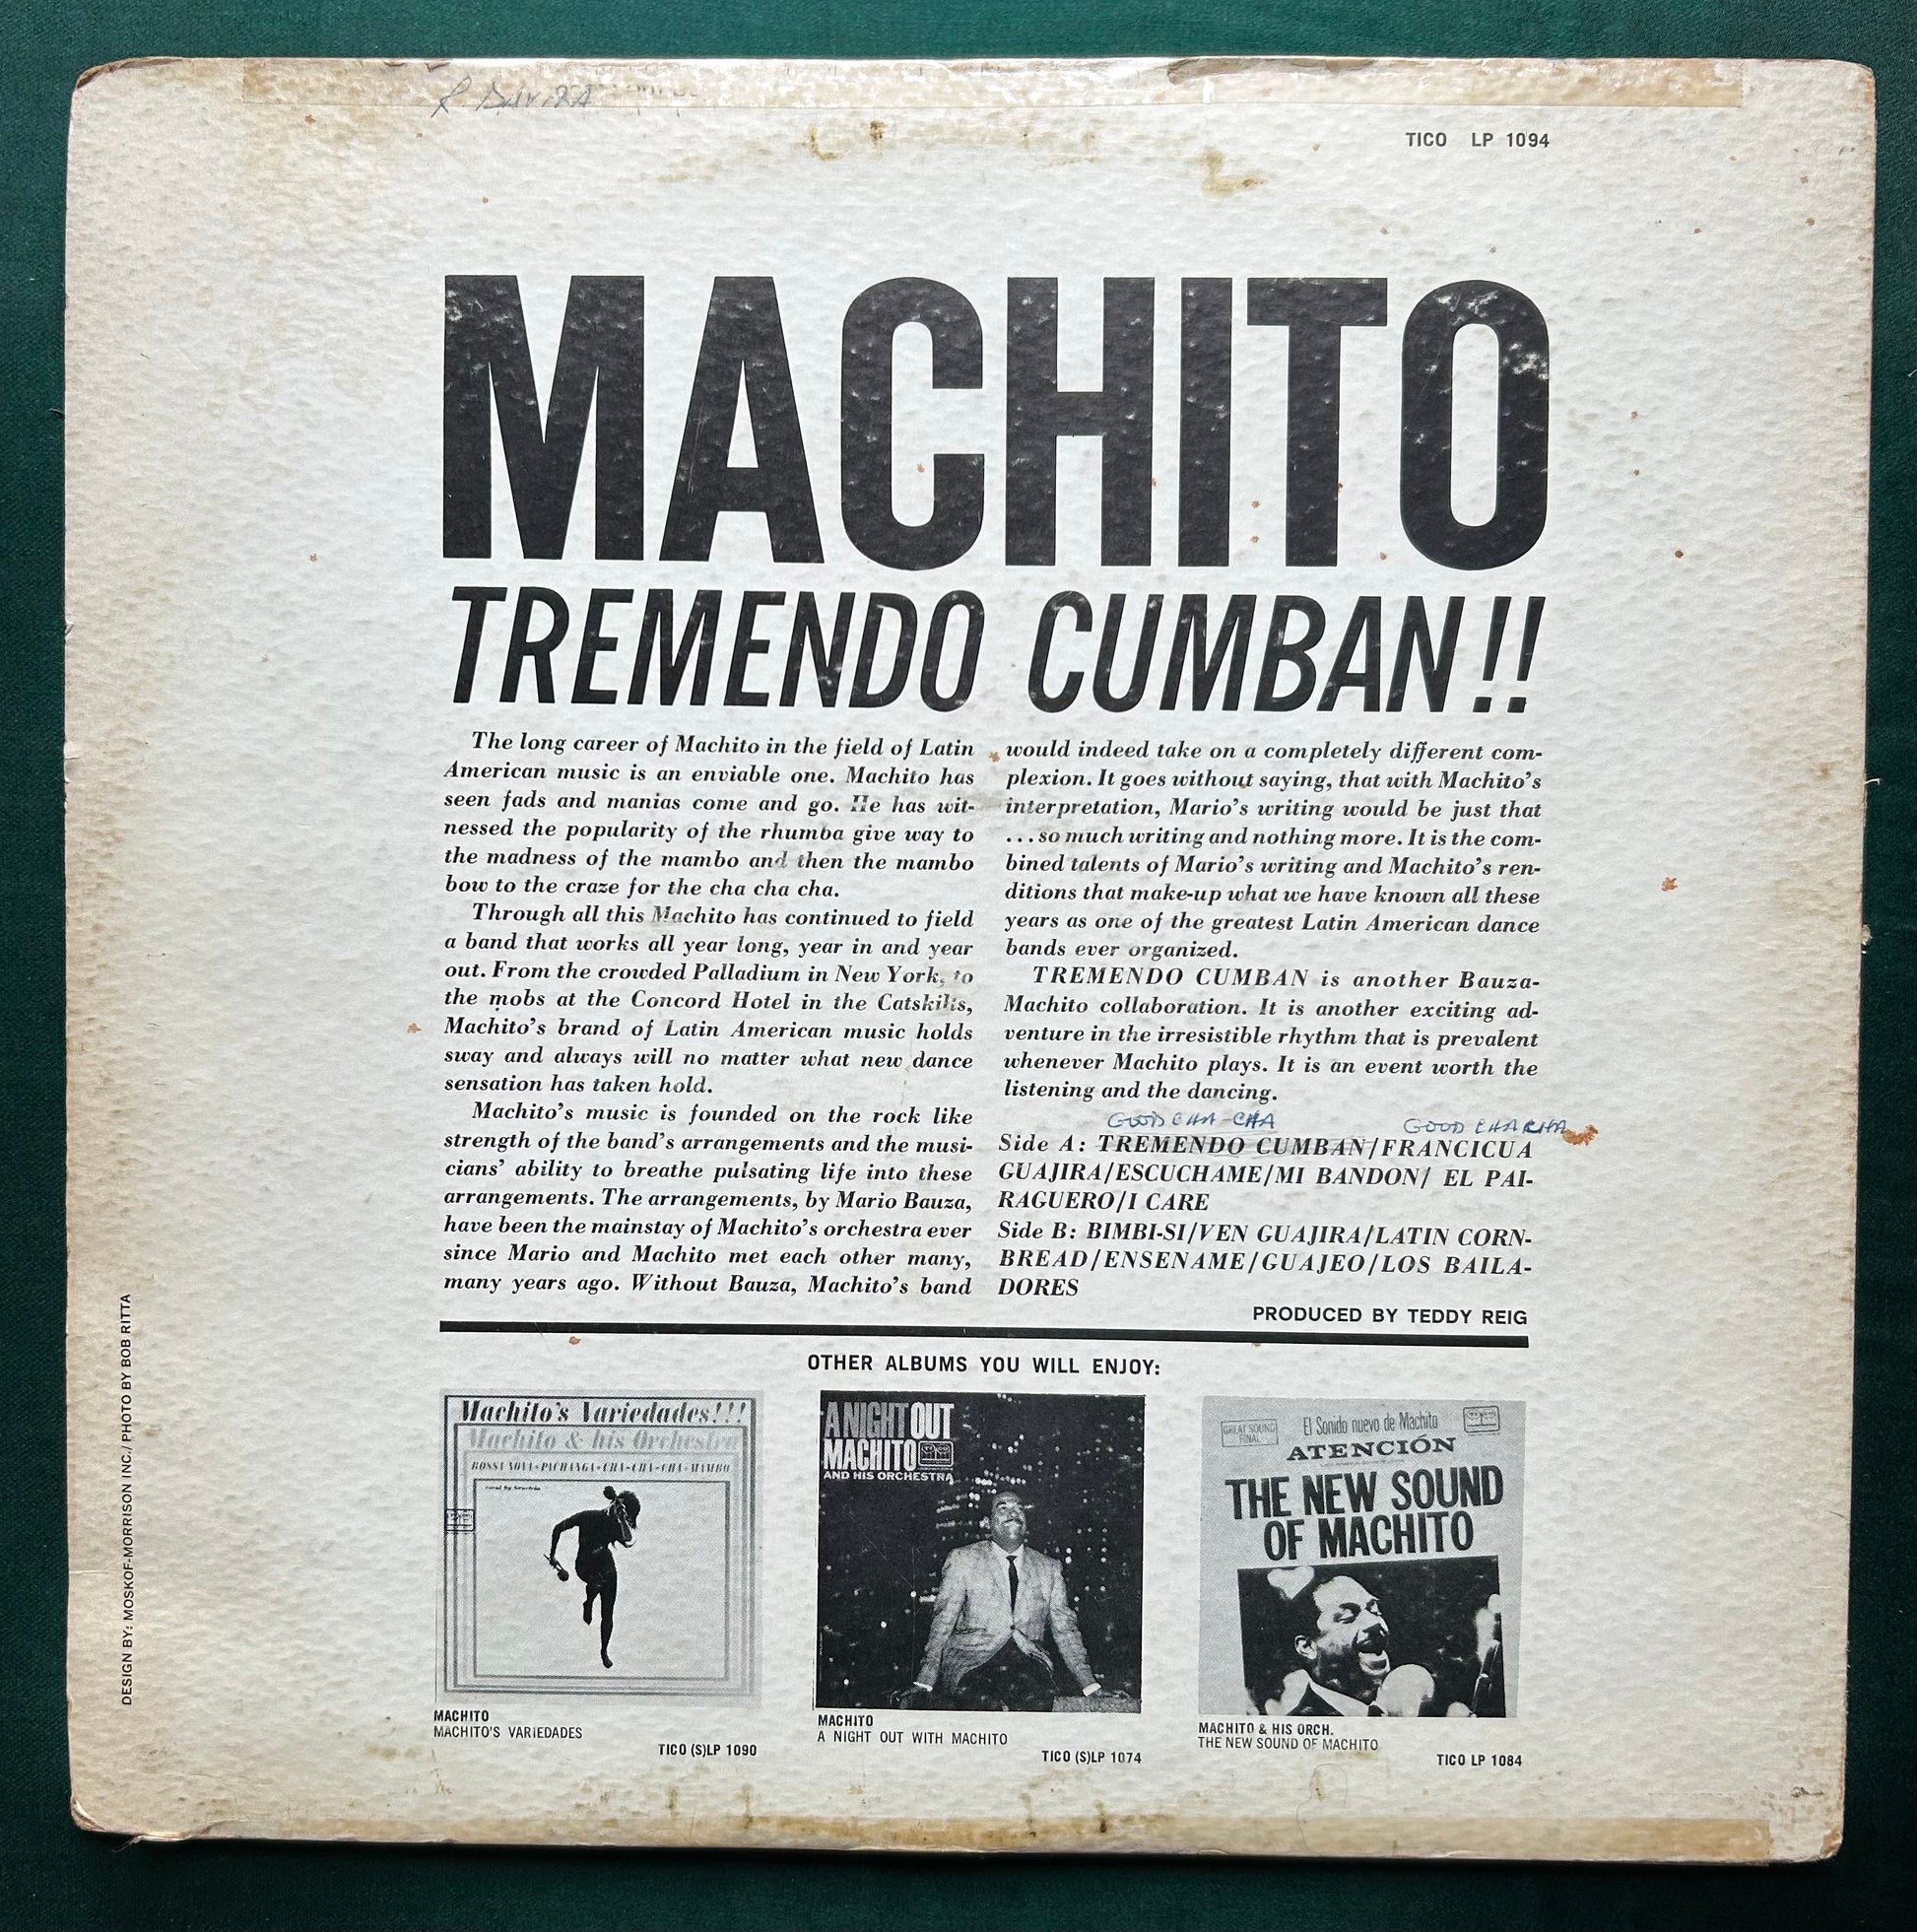 TICO LP 1094
MACHITO
TREMENDO CUMBAN!!
The long career of Machito in the field of Latin
American music is an enviable one. Machito has
seen fads and manias come and go. He has wit-
nessed the popularity of the rhumba give way to
the madness of the mambo and then the mambo
bow to the craze for the cha cha cha.
Through all this Machito has continued to field
a band that works all year long, year in and year
out. From the crowded Palladium in New York, to
the mobs at the Concord Hotel in the Catskills,
Machito's brand of Latin American music holds
sway and always will no matter what new dance
sensation has taken hold.
Machito's music is founded on the rock like
strength of the band's arrangements and the musi-
cians' ability to breathe pulsating life into these
arrangements. The arrangements, by Mario Bauza,
have been the mainstay of Machito's orchestra ever
since Mario and Machito met each other many,
many years ago. Without Bauza, Machito's band
would indeed take on a completely different com-
plexion. It goes without saying, that with Machito's
interpretation, Mario's writing would be just that
...so much writing and nothing more. It is the com-
bined talents of Mario's writing and Machito's ren-
ditions that make-up what we have known all these
years as one of the greatest Latin American dance
bands ever organized.
TREMENDO CUMBAN is another Bauza-
Machito collaboration. It is another exciting ad-
venture in the irresistible rhythm that is prevalent
whenever Machito plays. It is an event worth the
listening and the dancing.
GOOD CHA-CHA GOOD CHA CHA
Side A: TREMENDO CUMBAN/FRANCICUA
GUAJIRA/ESCUCHAME/MI BANDON/ EL PAI-
RAGUERO/I CARE
Side B: BIMBI-SI/VEN GUAJIRA/LATIN CORN-
BREAD/ENSENAME/GUAJEO/LOS BAILA-
DORES
PRODUCED BY TEDDY REIG
OTHER ALBUMS YOU WILL ENJOY:
Machito's Variedades!!!
Machito & his Orchestra
BOSSA NOVA•PACHANGA•CHA-CHA-CHA•MAMBO
MACHITO
MACHITO'S VARIEDADES
TICO (S)LP 1090
A NIGHT OUT
MACHITO
AND HIS ORCHESTRA
MACHITO
A NIGHT OUT WITH MACHITO
TICO (S)LP 1074
GREAT SOUND
FINAL
El Sonido nuevo de Machito
ATENCIÓN
THE NEW SOUND
OF MACHITO
MACHITO & HIS ORCH.
THE NEW SOUND OF MACHITO
TICO LP 1084
DESIGN BY: MOSKOF-MORRISON INC./ PHOTO BY BOB RITTA